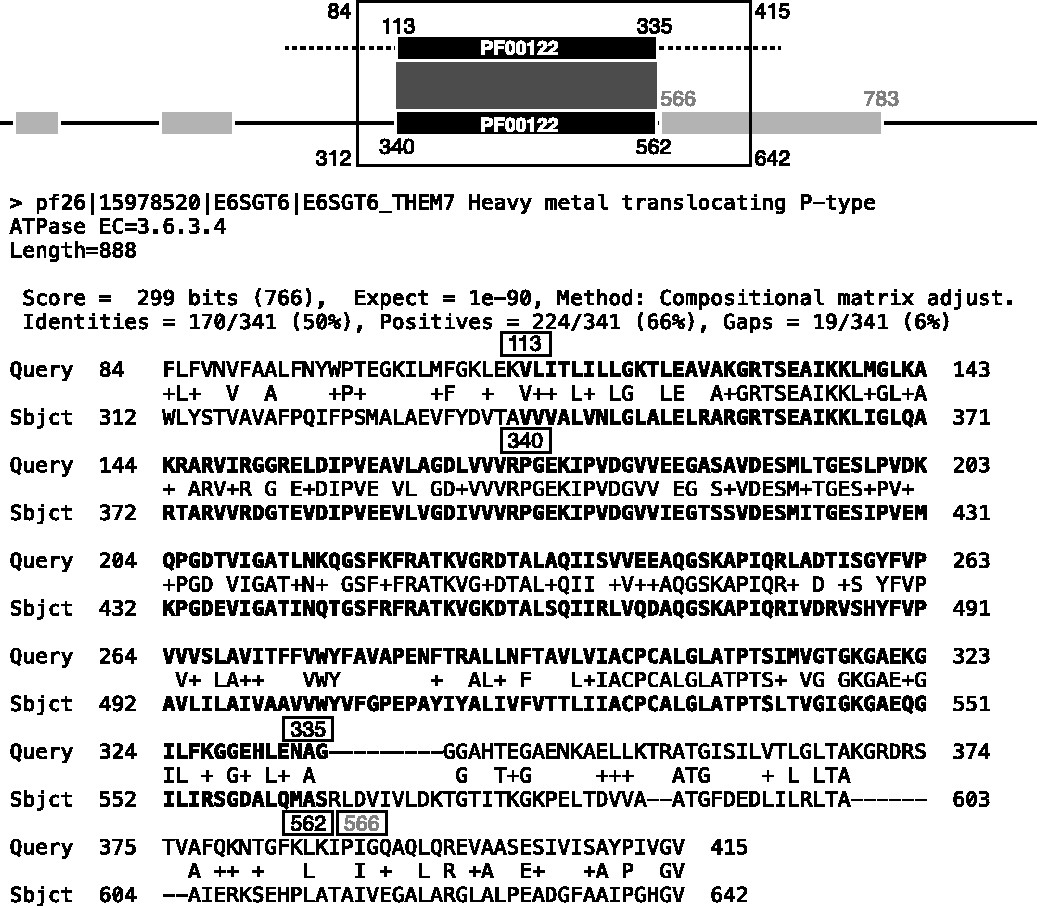 84 415
113 335
PF00122
566 783
PF00122
340 562
312 642
> pf26|15978520|E6SGT6|E6SGT6_THEM7 Heavy metal translocating P-type
ATPase EC=3.6.3.4
Length=888
Score = 299 bits (766), Expect = 1e-90, Method: Compositional matrix adjust.
Identities = 170/341 (50%), Positives = 224/341 (66%), Gaps = 19/341 (6%)
113
Query 84 FLFVNVFAALFNYWPTEGKILMFGKLEKVLITLILLGKTLEAVAKGRTSEAIKKLMGLKA 143
+L+ V A +P+ +F + V++ L+ LG LE A+GRTSEAIKKL+GL+A
Sbjct 312 WLYSTVAVAFPQIFPSMALAEVFYDVTAVVVALVNLGLALELRARGRTSEAIKKLIGLQA 371
340
Query 144 KRARVIRGGRELDIPVEAVLAGDLVVVRPGEKIPVDGVVEEGASAVDESMLTGESLPVDK 203
+ ARV+R G E+DIPVE VL GD+VVVRPGEKIPVDGVV EG S+VDESM+TGES+PV+
Sbjct 372 RTARVVRDGTEVDIPVEEVLVGDIVVVRPGEKIPVDGVVIEGTSSVDESMITGESIPVEM 431
Query 204 QPGDTVIGATLNKQGSFKFRATKVGRDTALAQIISVVEEAQGSKAPIQRLADTISGYFVP 263
+PGD VIGAT+N+ GSF+FRATKVG+DTAL+QII +V++AQGSKAPIQR+ D +S YFVP
Sbjct 432 KPGDEVIGATINQTGSFRFRATKVGKDTALSQIIRLVQDAQGSKAPIQRIVDRVSHYFVP 491
Query 264 VVVSLAVITFFVWYFAVAPENFTRALLNFTAVLVIACPCALGLATPTSIMVGTGKGAEKG 323
V+ LA++ VWY + AL+ F L+IACPCALGLATPTS+ VG GKGAE+G
Sbjct 492 AVLILAIVAAVVWYVFGPEPAYIYALIVFVTTLIIACPCALGLATPTSLTVGIGKGAEQG 551
335
Query 324 ILFKGGEHLENAG---------GGAHTEGAENKAELLKTRATGISILVTLGLTAKGRDRS 374
IL + G+ L+ A G T+G +++ ATG + L LTA
Sbjct 552 ILIRSGDALQMASRLDVIVLDKTGTITKGKPELTDVVA--ATGFDEDLILRLTA------ 603
562 566
Query 375 TVAFQKNTGFKLKIPIGQAQLQREVAASESIVISAYPIVGV 415
A ++ + L I + L R +A E+ +A P GV
Sbjct 604 --AIERKSEHPLATAIVEGALARGLALPEADGFAAIPGHGV 642